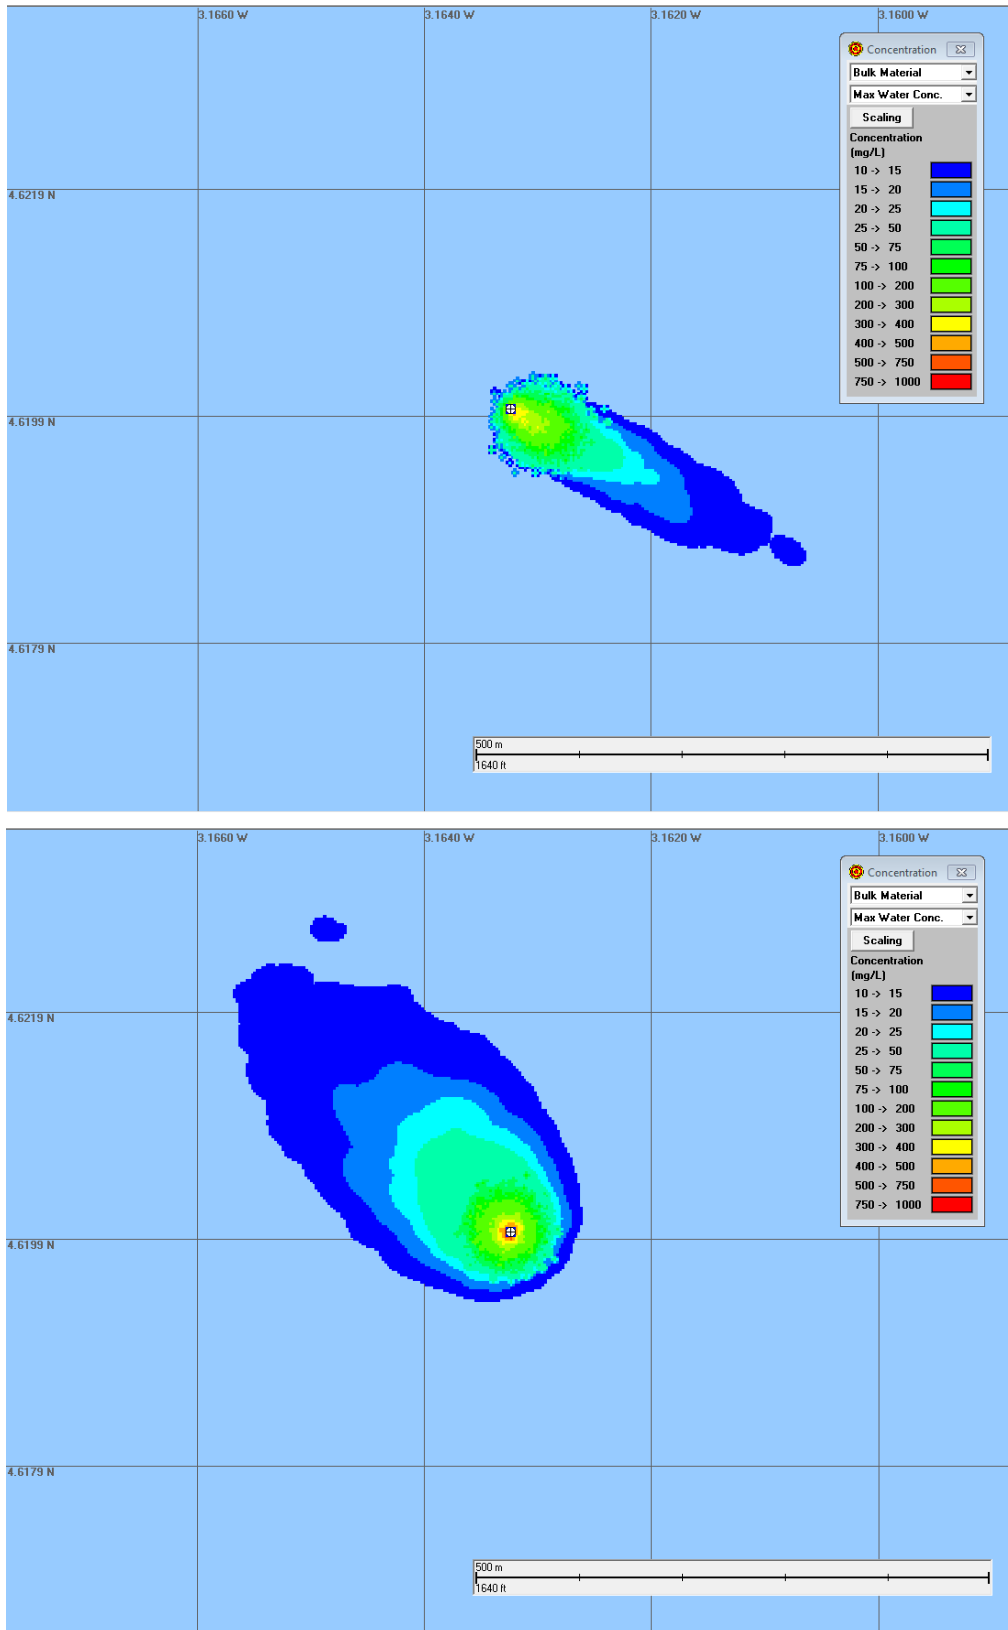 3.1660 W
3.1640 W
3.1620 W
3.1600 W
Concentration
Bulk Material
Max Water Conc.
Scaling
Concentration
(mg/L)
10 -> 15
15 -> 20
20 -> 25
25 -> 50
50 -> 75
75 -> 100
100 -> 200
200 -> 300
300 -> 400
400 -> 500
500 -> 750
750 -> 1000
4.6219 N
4.6199 N
4.6179 N
500 m
1640 ft
3.1660 W
3.1640 W
3.1620 W
3.1600 W
Concentration
Bulk Material
Max Water Conc.
Scaling
Concentration
(mg/L)
10 -> 15
15 -> 20
20 -> 25
25 -> 50
50 -> 75
75 -> 100
100 -> 200
200 -> 300
300 -> 400
400 -> 500
500 -> 750
750 -> 1000
4.6219 N
4.6199 N
4.6179 N
500 m
1640 ft